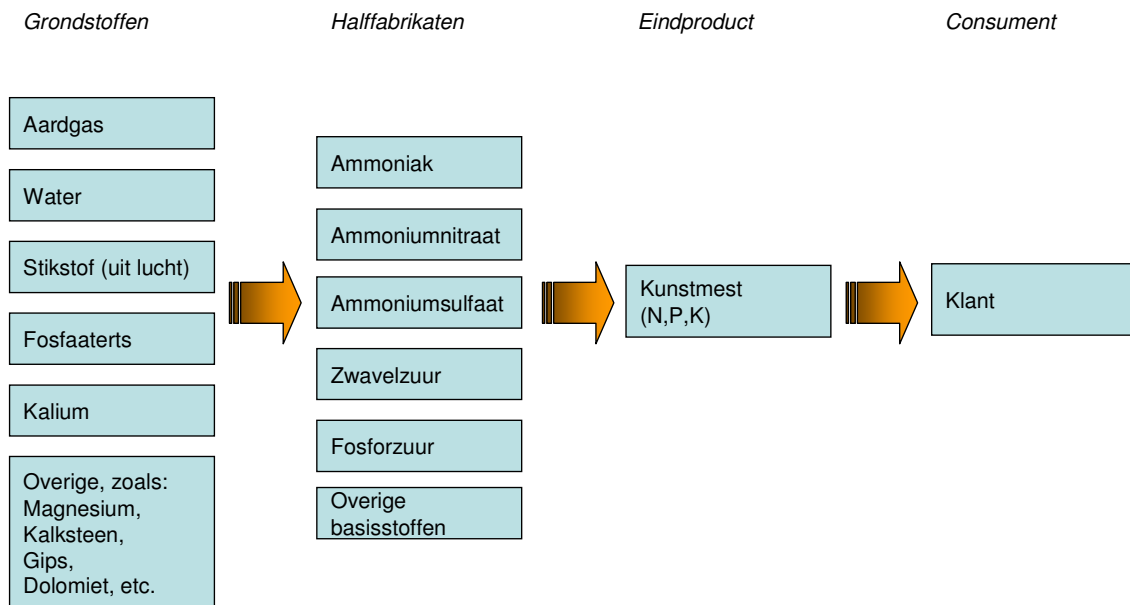 Grondstoffen
Halffabrikaten
Eindproduct
Consument
Aardgas
Water
Stikstof (uit lucht)
Fosfaaterts
Kalium
Overige, zoals:
Magnesium,
Kalksteen,
Gips,
Dolomiet, etc.
Ammoniak
Ammoniumnitraat
Ammoniumsulfaat
Zwavelzuur
Fosforzuur
Overige
basisstoffen
Kunstmest
(N,P,K)
Klant